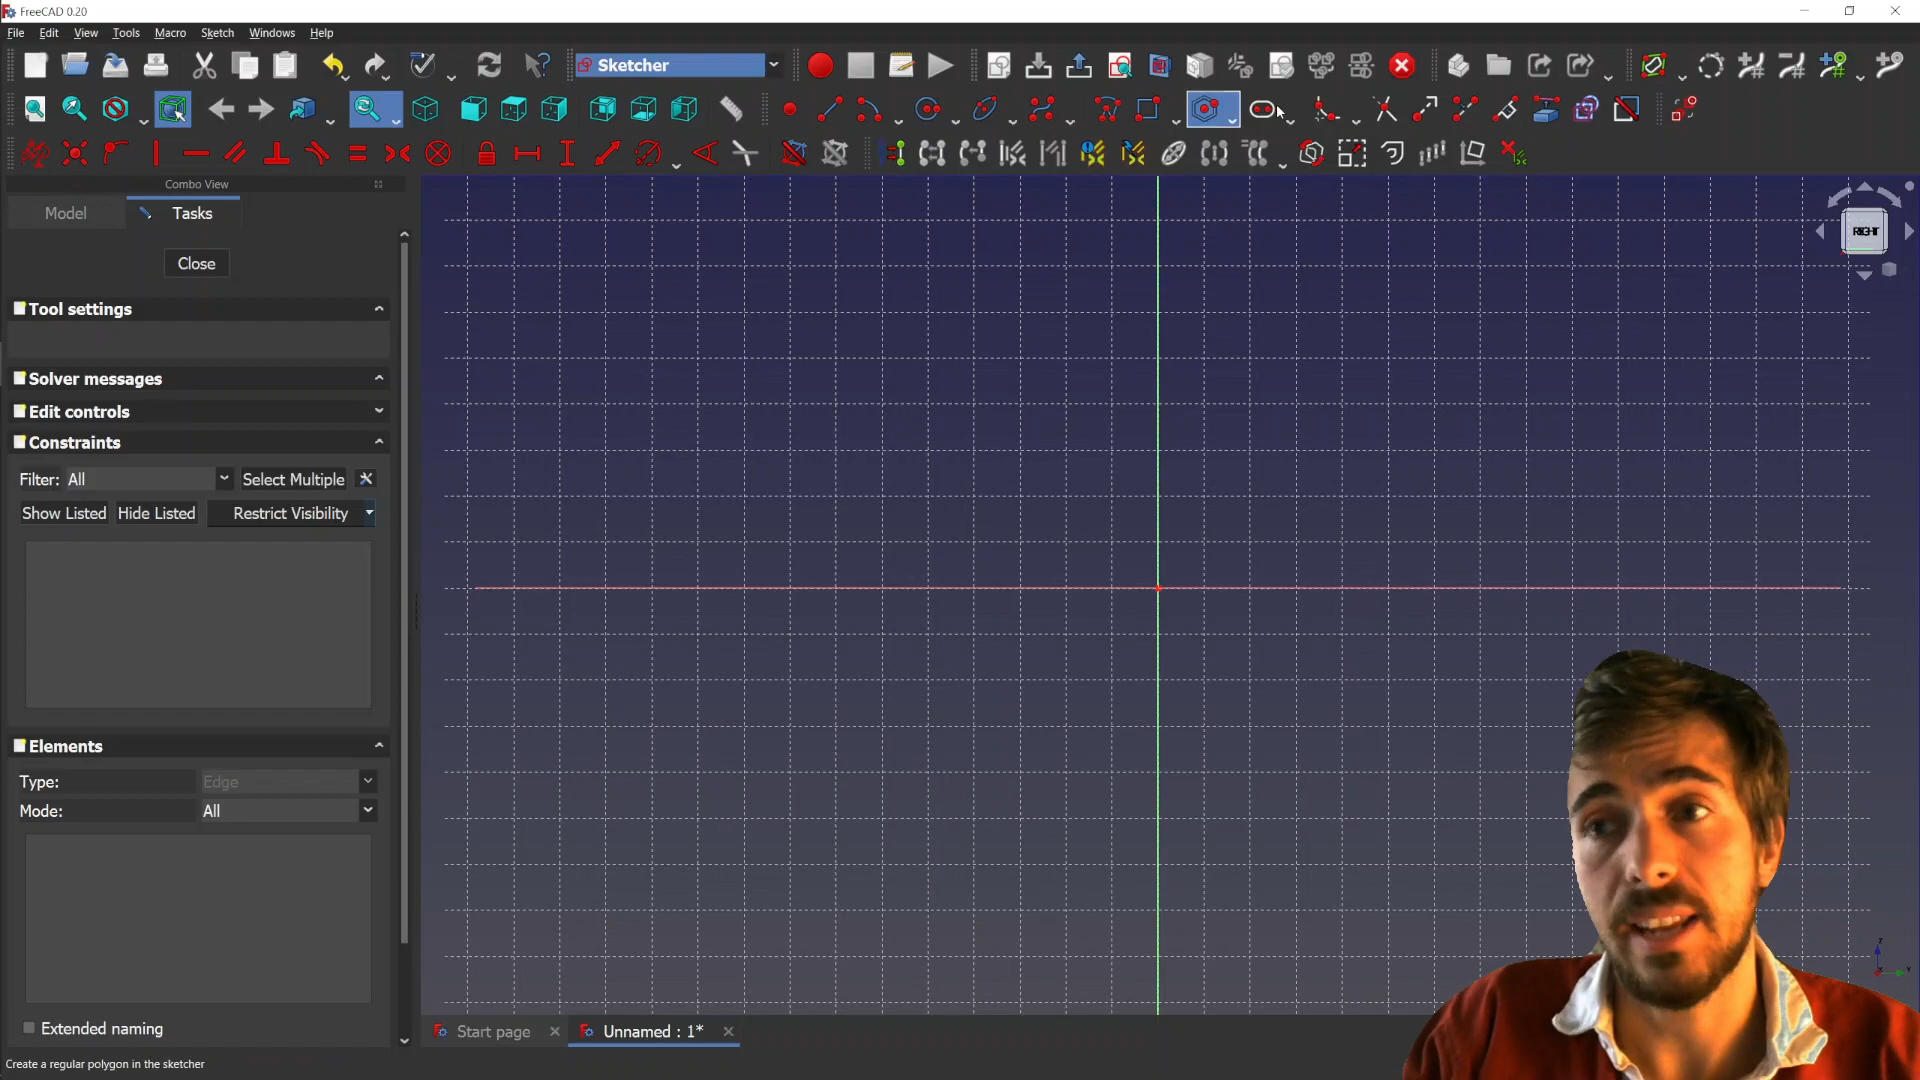 FreeCAD 0.20
File Edit View Tools Macro Sketch Windows Help
Sketcher
Combo View
Model Tasks
Close
Tool settings
Solver messages
Edit controls
Constraints
Filter: All Select Multiple
Show Listed Hide Listed Restrict Visibility
Elements
Type: Edge
Mode: All
Extended naming
RIGHT
Z
Y
Start page Unnamed : 1*
Create a regular polygon in the sketcher